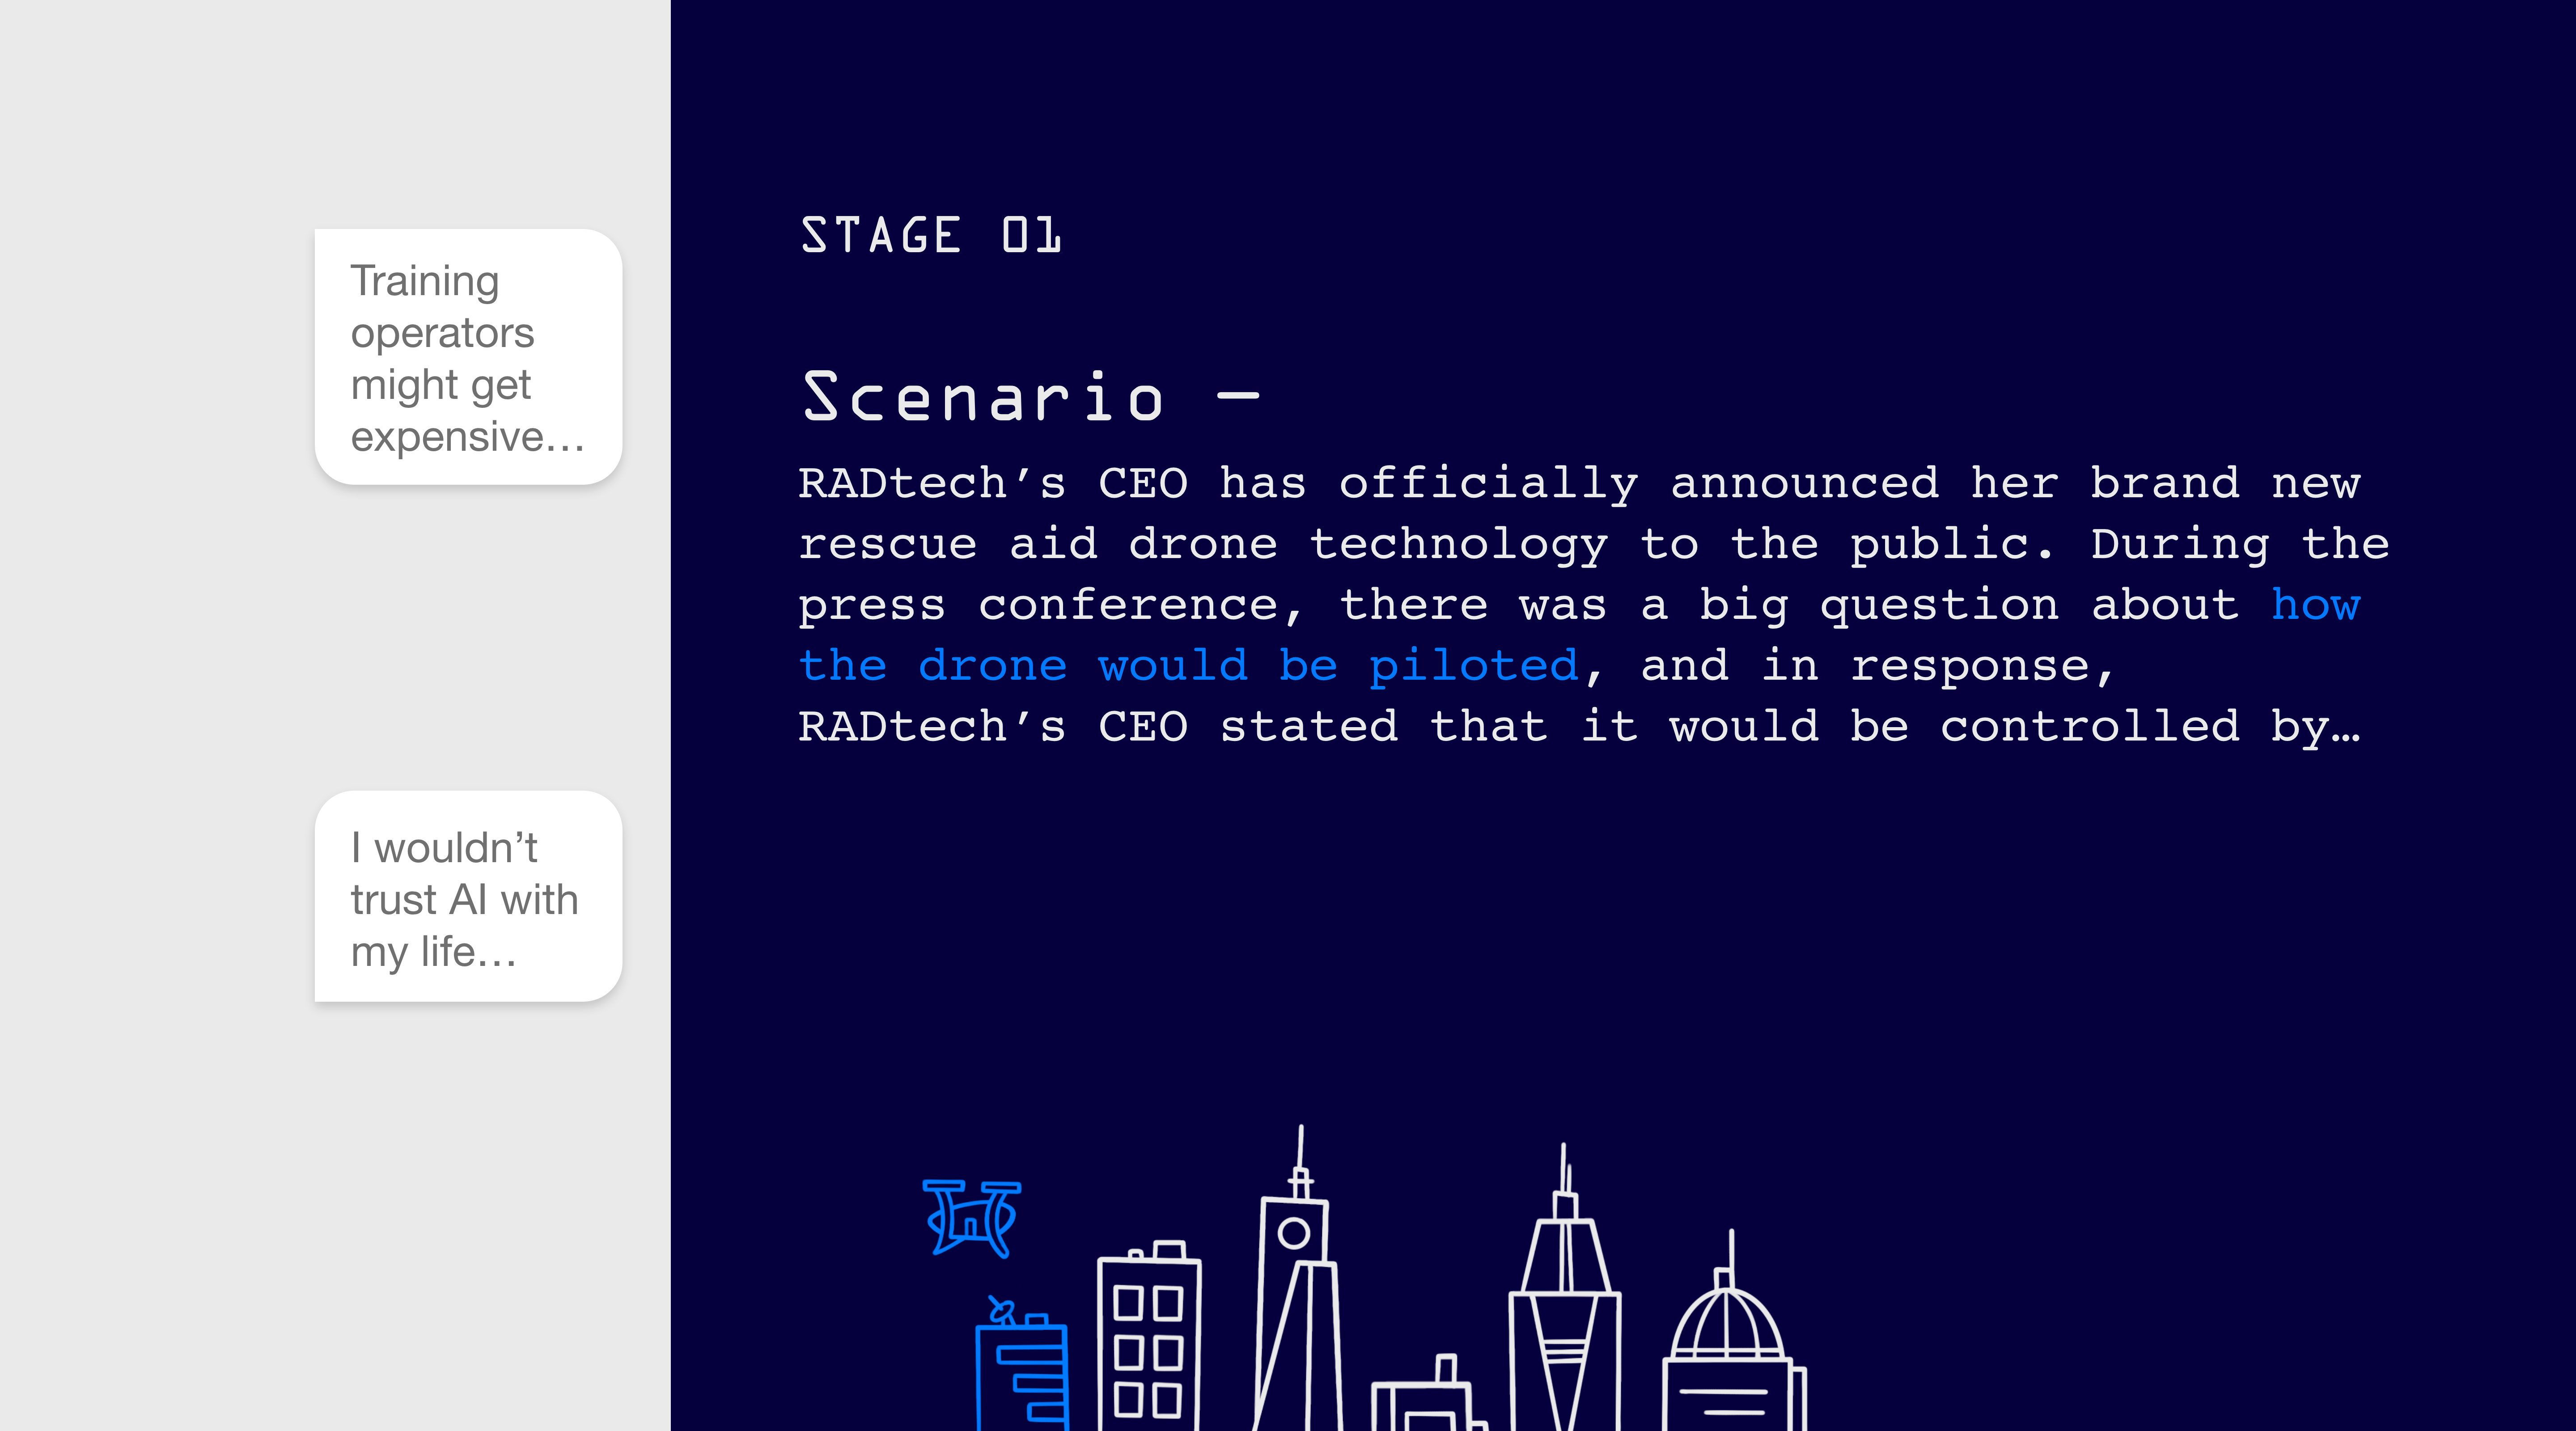 Training
operators
might get
expensive…
I wouldn’t
trust AI with
my life…
STAGE 01
Scenario –
RADtech’s CEO has officially announced her brand new
rescue aid drone technology to the public. During the
press conference, there was a big question about how
the drone would be piloted, and in response,
RADtech’s CEO stated that it would be controlled by…